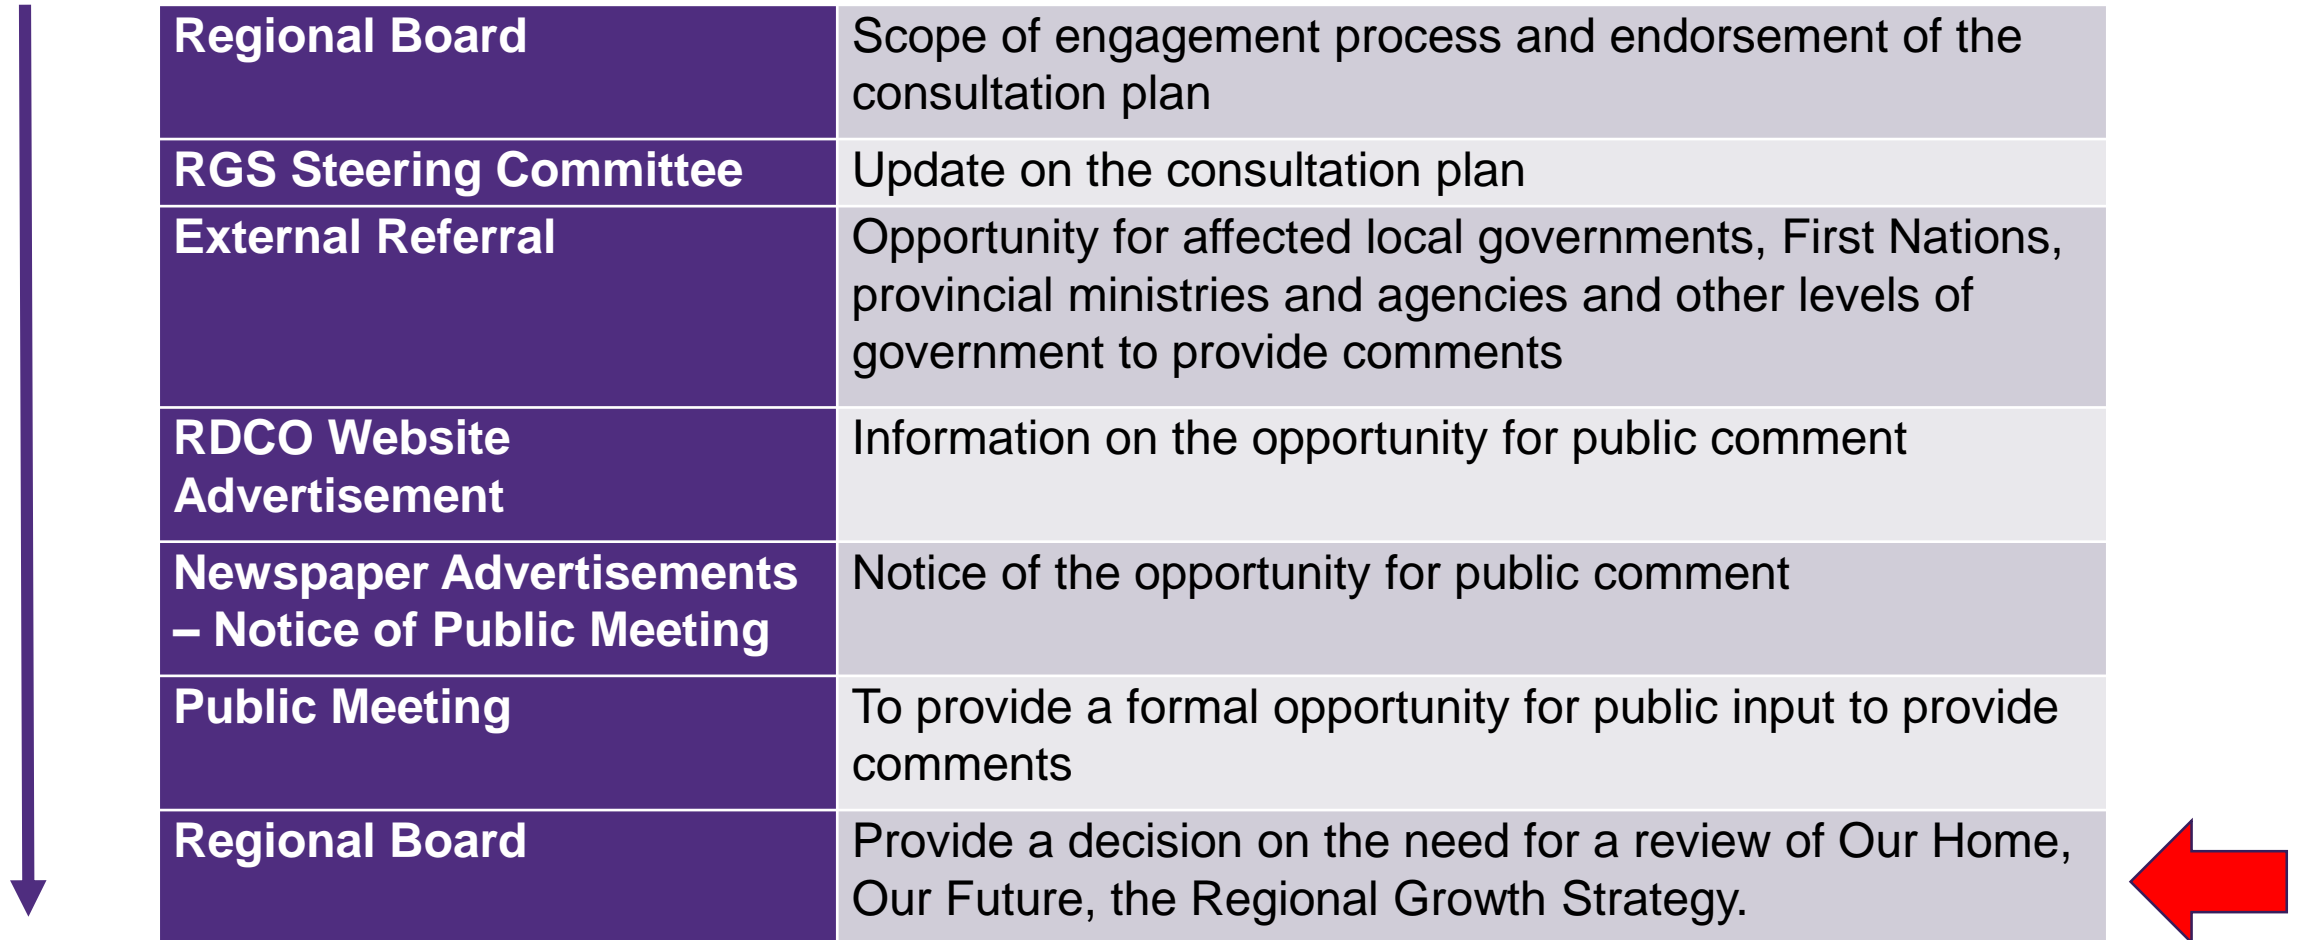 Regional Board
Scope of engagement process and endorsement of the
consultation plan
RGS Steering Committee
Update on the consultation plan
External Referral
Opportunity for affected local governments, First Nations,
provincial ministries and agencies and other levels of
government to provide comments
RDCO Website
Advertisement
Information on the opportunity for public comment
Newspaper Advertisements
– Notice of Public Meeting
Notice of the opportunity for public comment
Public Meeting
To provide a formal opportunity for public input to provide
comments
Regional Board
Provide a decision on the need for a review of Our Home,
Our Future, the Regional Growth Strategy.